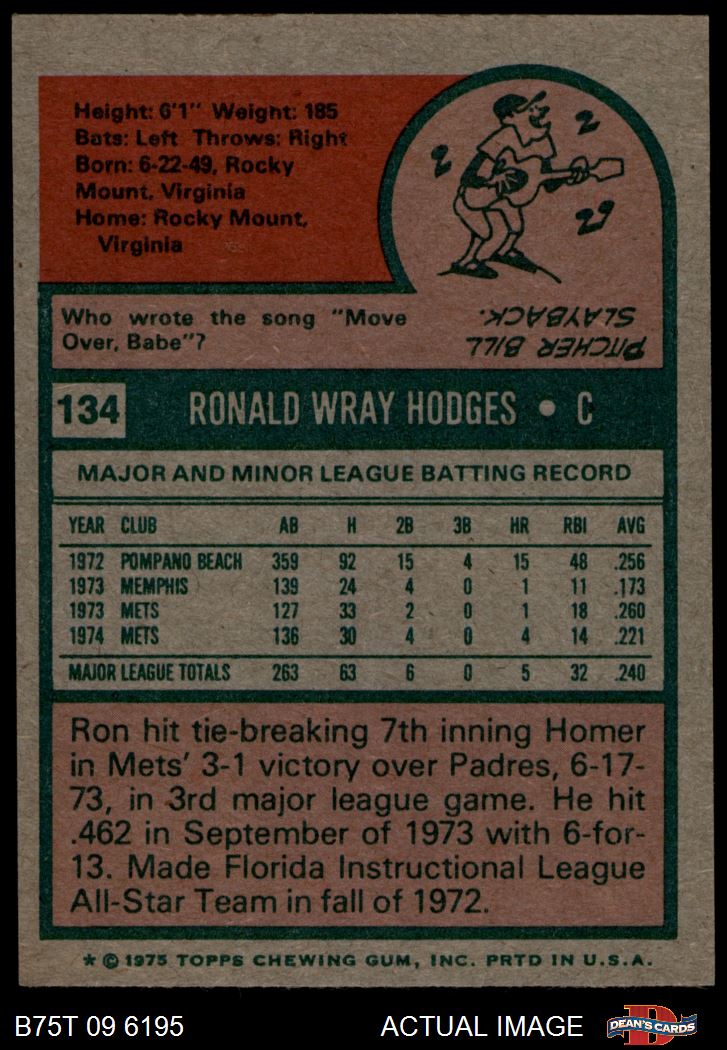 Height: 6'1" Weight: 185
Bats: Left Throws: Right
Born: 6-22-49, Rocky
Mount, Virginia
Home: Rocky Mount,
Virginia
Who wrote the song "Move
Over, Babe"?
PITCHER BILL
SLAYBACK.
134 RONALD WRAY HODGES • C
MAJOR AND MINOR LEAGUE BATTING RECORD
YEAR CLUB AB H 2B 3B HR RBI AVG
1972 POMPANO BEACH 359 92 15 4 15 48 .256
1973 MEMPHIS 139 24 4 0 1 11 .173
1973 METS 127 33 2 0 1 18 .260
1974 METS 136 30 4 0 4 14 .221
MAJOR LEAGUE TOTALS 263 63 6 0 5 32 .240
Ron hit tie-breaking 7th inning Homer
in Mets' 3-1 victory over Padres, 6-17-
73, in 3rd major league game. He hit
.462 in September of 1973 with 6-for-
13. Made Florida Instructional League
All-Star Team in fall of 1972.
* © 1975 TOPPS CHEWING GUM, INC. PRTD IN U.S.A.
B75T 09 6195 ACTUAL IMAGE D DEAN'S CARDS